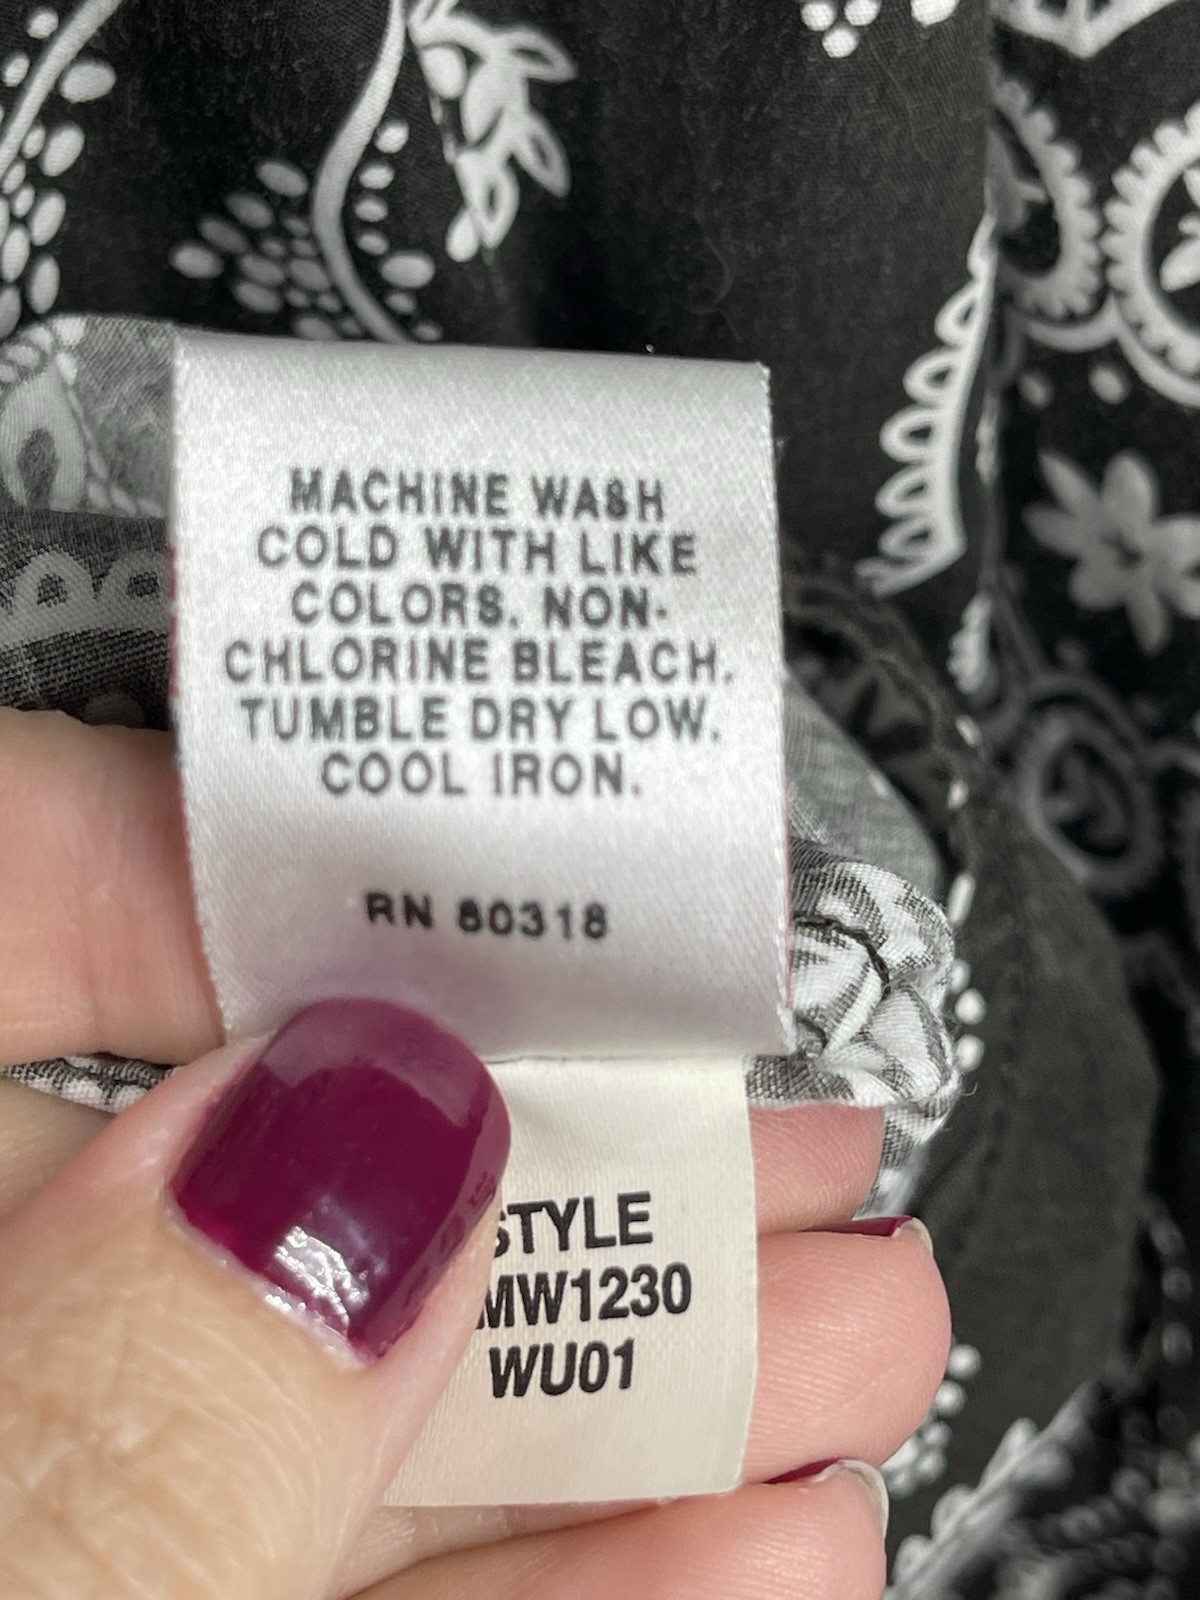 MACHINE WASH
COLD WITH LIKE
COLORS. NON-
CHLORINE BLEACH.
TUMBLE DRY LOW.
COOL IRON.
RN 80318
STYLE
MW1230
WU01